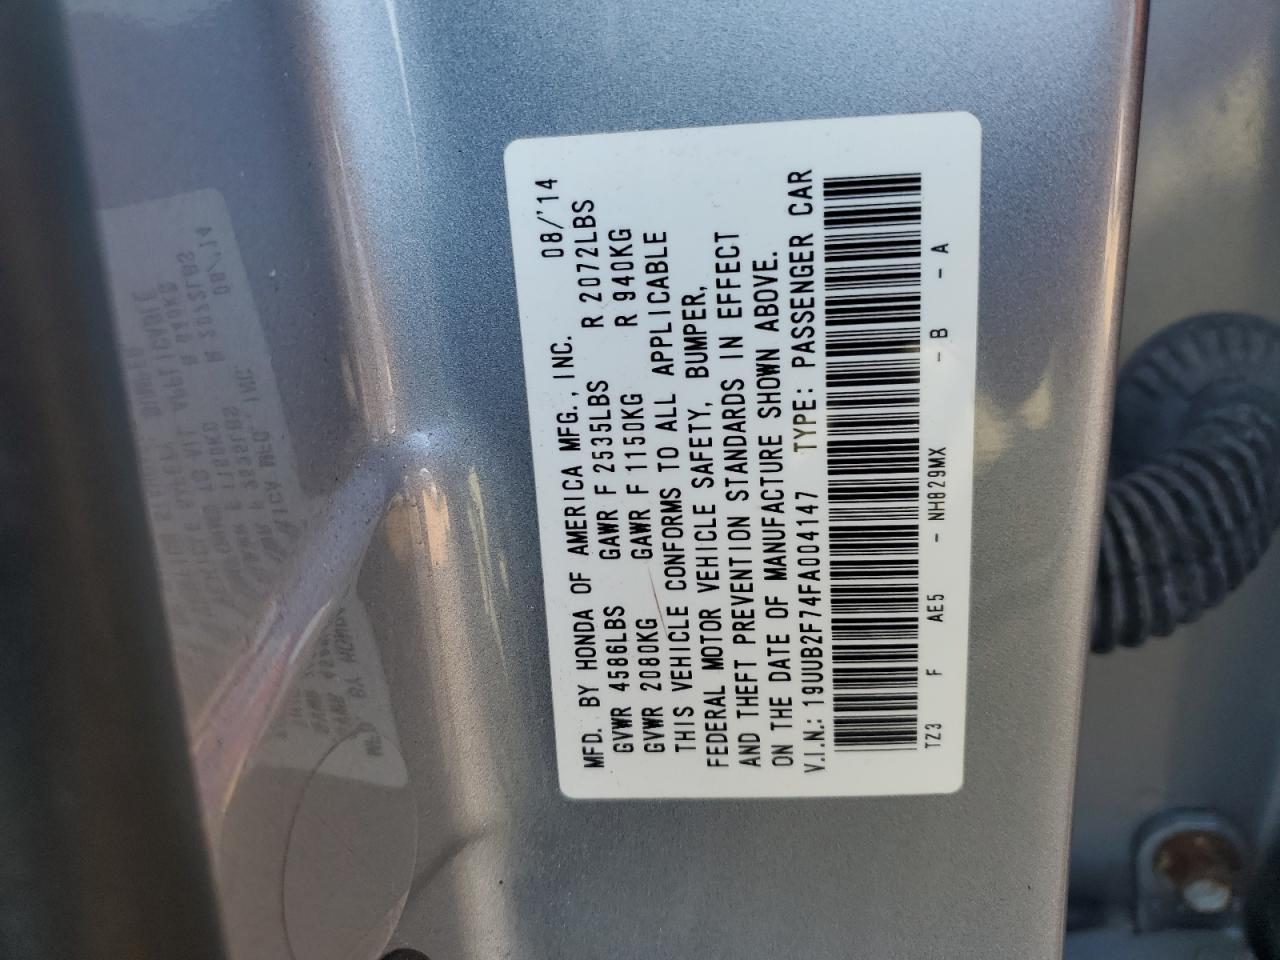 MFD. BY HONDA OF AMERICA MFG., INC. 08/'14
GVWR 4586LBS GAWR F 2535LBS R 2072LBS
GVWR 2080KG GAWR F 1150KG R 940KG
THIS VEHICLE CONFORMS TO ALL APPLICABLE
FEDERAL MOTOR VEHICLE SAFETY, BUMPER,
AND THEFT PREVENTION STANDARDS IN EFFECT
ON THE DATE OF MANUFACTURE SHOWN ABOVE.
V.I.N.: 19UUB2F74FA004147 TYPE: PASSENGER CAR
TZ3 F AE5 - NH829MX - B - A